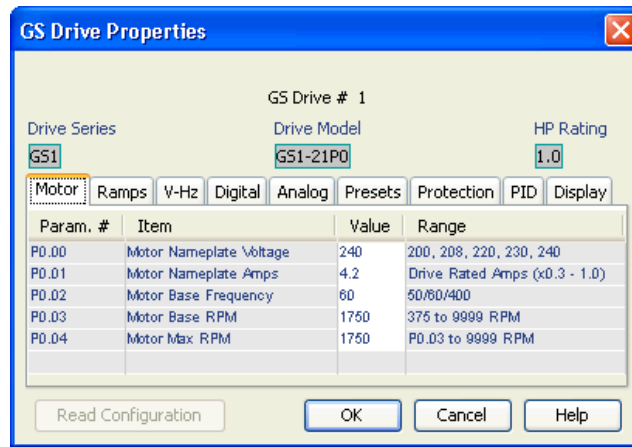 GS Drive Properties
GS Drive # 1
Drive Series Drive Model HP Rating
GS1 GS1-21P0 1.0
Motor Ramps V-Hz Digital Analog Presets Protection PID Display
Param. # Item Value Range
P0.00 Motor Nameplate Voltage 240 200, 208, 220, 230, 240
P0.01 Motor Nameplate Amps 4.2 Drive Rated Amps (x0.3 - 1.0)
P0.02 Motor Base Frequency 60 50/60/400
P0.03 Motor Base RPM 1750 375 to 9999 RPM
P0.04 Motor Max RPM 1750 P0.03 to 9999 RPM
Read Configuration OK Cancel Help